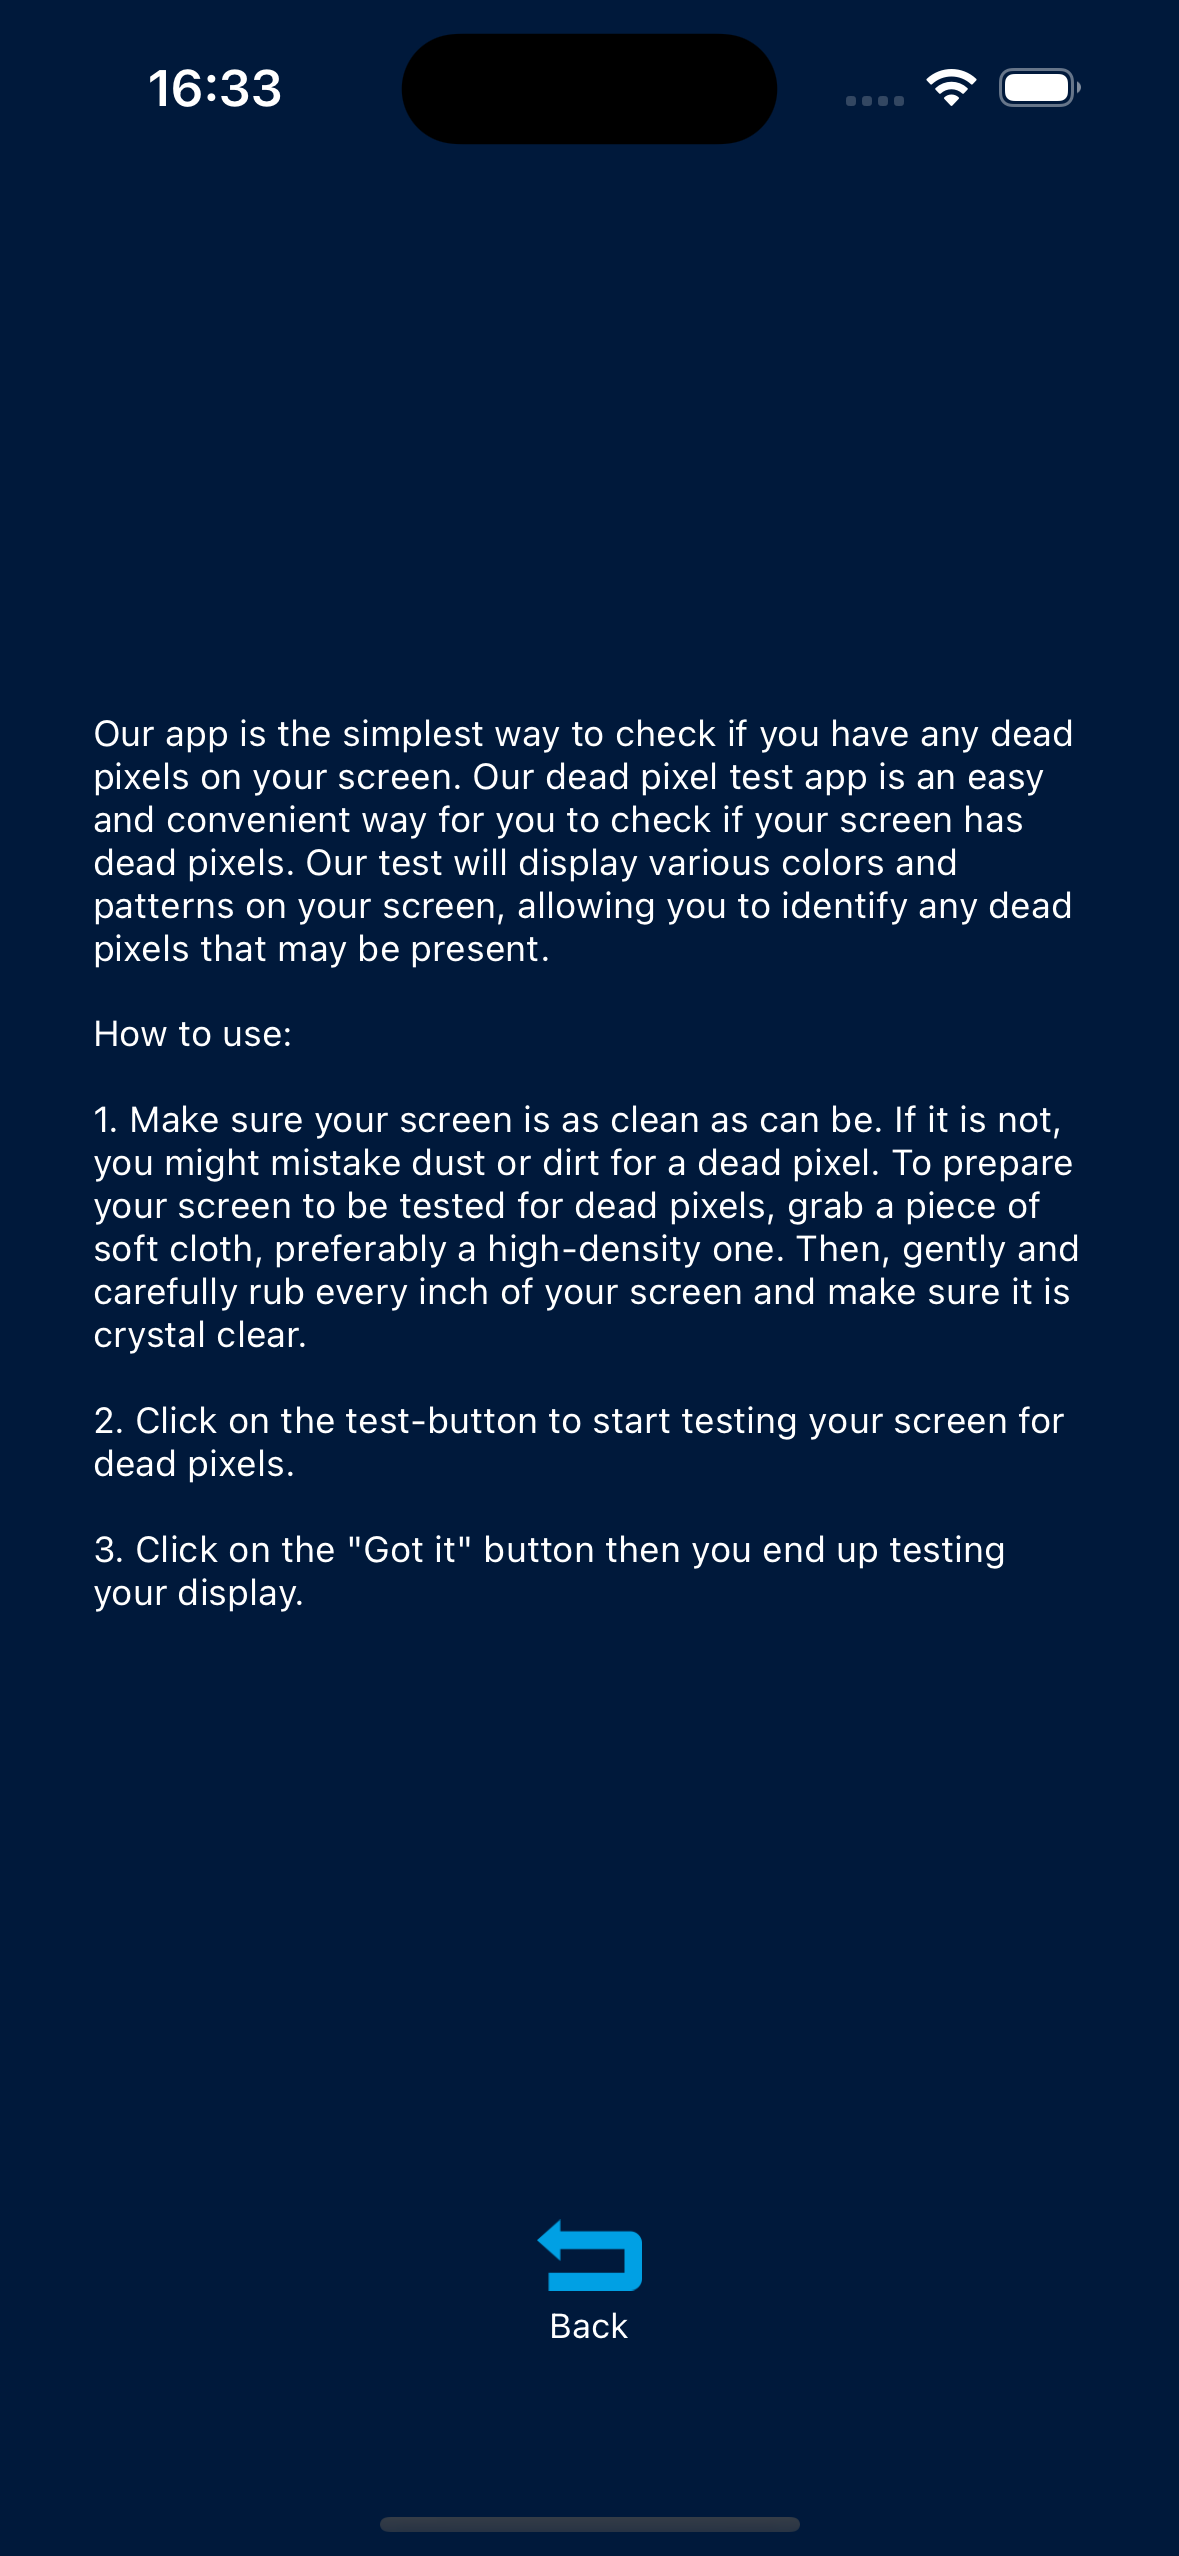 16:33
Our app is the simplest way to check if you have any dead
pixels on your screen. Our dead pixel test app is an easy
and convenient way for you to check if your screen has
dead pixels. Our test will display various colors and
patterns on your screen, allowing you to identify any dead
pixels that may be present.
How to use:
1. Make sure your screen is as clean as can be. If it is not,
you might mistake dust or dirt for a dead pixel. To prepare
your screen to be tested for dead pixels, grab a piece of
soft cloth, preferably a high-density one. Then, gently and
carefully rub every inch of your screen and make sure it is
crystal clear.
2. Click on the test-button to start testing your screen for
dead pixels.
3. Click on the "Got it" button then you end up testing
your display.
Back